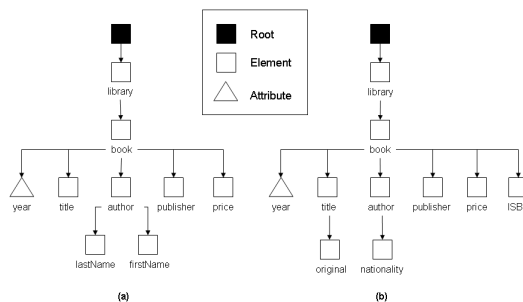 Root
Element
Attribute
library
book
year title author publisher price
lastName firstName
(a)
library
book
year title author publisher price ISB
original nationality
(b)